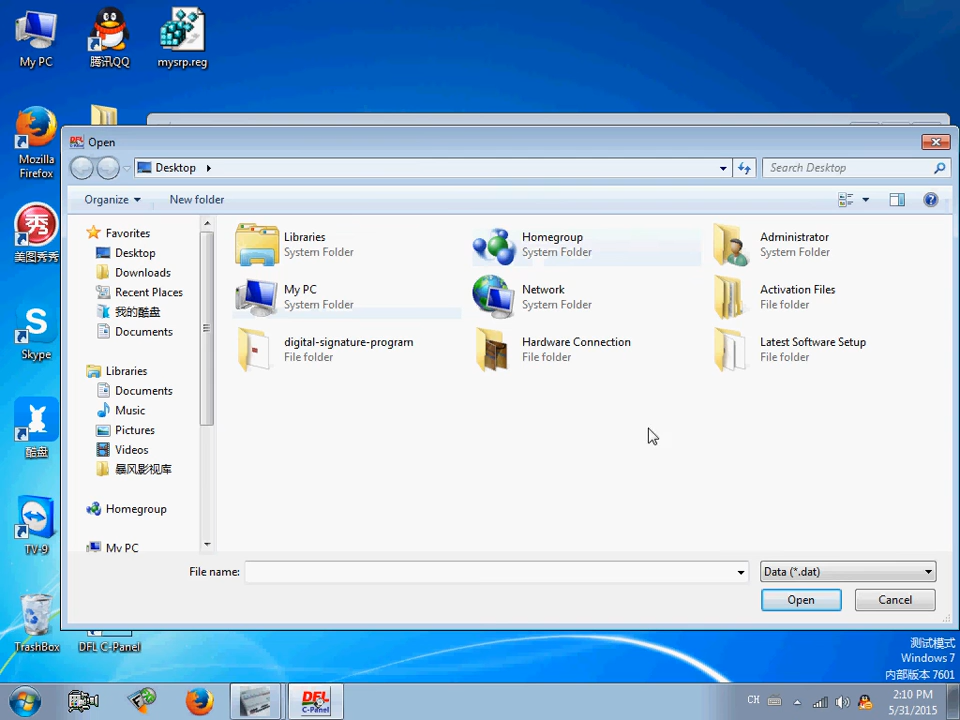 My PC
腾讯QQ
mysrp.reg
Mozilla
Firefox
美图秀秀
Skype
酷盘
TV-9
TrashBox
DFL C-Panel
Open
Desktop
Search Desktop
Organize
New folder
Favorites
Desktop
Downloads
Recent Places
我的酷盘
Documents
Libraries
Documents
Music
Pictures
Videos
暴风影视库
Homegroup
My PC
Libraries
System Folder
Homegroup
System Folder
Administrator
System Folder
My PC
System Folder
Network
System Folder
Activation Files
File folder
digital-signature-program
File folder
Hardware Connection
File folder
Latest Software Setup
File folder
File name:
Data (*.dat)
Open
Cancel
测试模式
Windows 7
内部版本 7601
DFL
C-Panel
CH
2:10 PM
5/31/2015